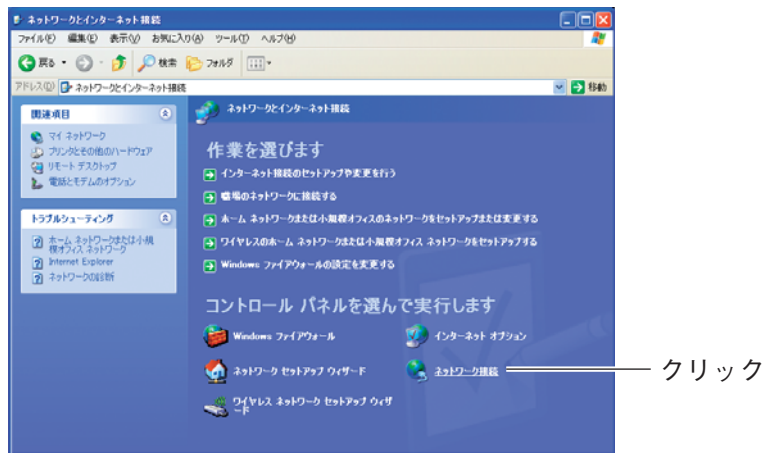 ネットワークとインターネット接続
ファイル(F) 編集(E) 表示(V) お気に入り(A) ツール(T) ヘルプ(H)
戻る 検索 フォルダ
アドレス(D) ネットワークとインターネット接続 移動
関連項目
マイ ネットワーク
プリンタとその他のハードウェア
リモート デスクトップ
電話とモデムのオプション
トラブルシューティング
ホーム ネットワークまたは小規
模オフィス ネットワーク
Internet Explorer
ネットワークの診断
ネットワークとインターネット接続
作業を選びます
インターネット接続のセットアップや変更を行う
職場のネットワークに接続する
ホーム ネットワークまたは小規模オフィスのネットワークをセットアップまたは変更する
ワイヤレスのホーム ネットワークまたは小規模オフィス ネットワークをセットアップする
Windows ファイアウォールの設定を変更する
コントロール パネルを選んで実行します
Windows ファイアウォール
インターネット オプション
ネットワーク セットアップ ウィザード
ネットワーク接続
ワイヤレス ネットワーク セットアップ ウィザ
ード
クリック